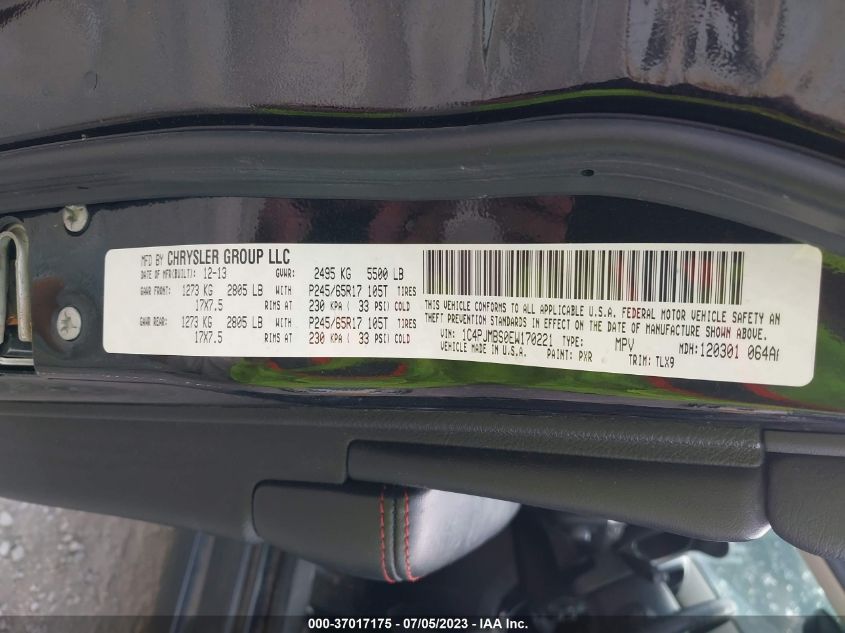 MFD BY CHRYSLER GROUP LLC
DATE OF MFR(BUILT): 12-13 GVWR: 2495 KG 5500 LB
GAWR FRONT: 1273 KG 2805 LB WITH P245/65R17 105T TIRES
17X7.5 RIMS AT 230 KPA ( 33 PSI) COLD
GAWR REAR: 1273 KG 2805 LB WITH P245/65R17 105T TIRES
17X7.5 RIMS AT 230 KPA ( 33 PSI) COLD
THIS VEHICLE CONFORMS TO ALL APPLICABLE U.S.A. FEDERAL MOTOR VEHICLE SAFETY AN
THEFT PREVENTION STANDARDS IN EFFECT ON THE DATE OF MANUFACTURE SHOWN ABOVE.
VIN: 1C4PJMBS0EW170221 TYPE: MPV MDH: 120301 064A
VEHICLE MADE IN U.S.A. PAINT: PXR TRIM: TLX9
000-37017175 - 07/05/2023 - © IAA Inc.